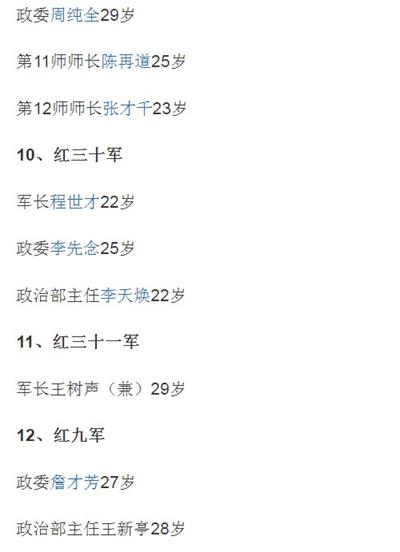 政委周纯全29岁
第11师师长陈再道25岁
第12师师长张才千23岁
10、红三十军
军长程世才22岁
政委李先念25岁
政治部主任李天焕22岁
11、红三十一军
军长王树声（兼）29岁
12、红九军
政委詹才芳27岁
政治部主任王新亭28岁